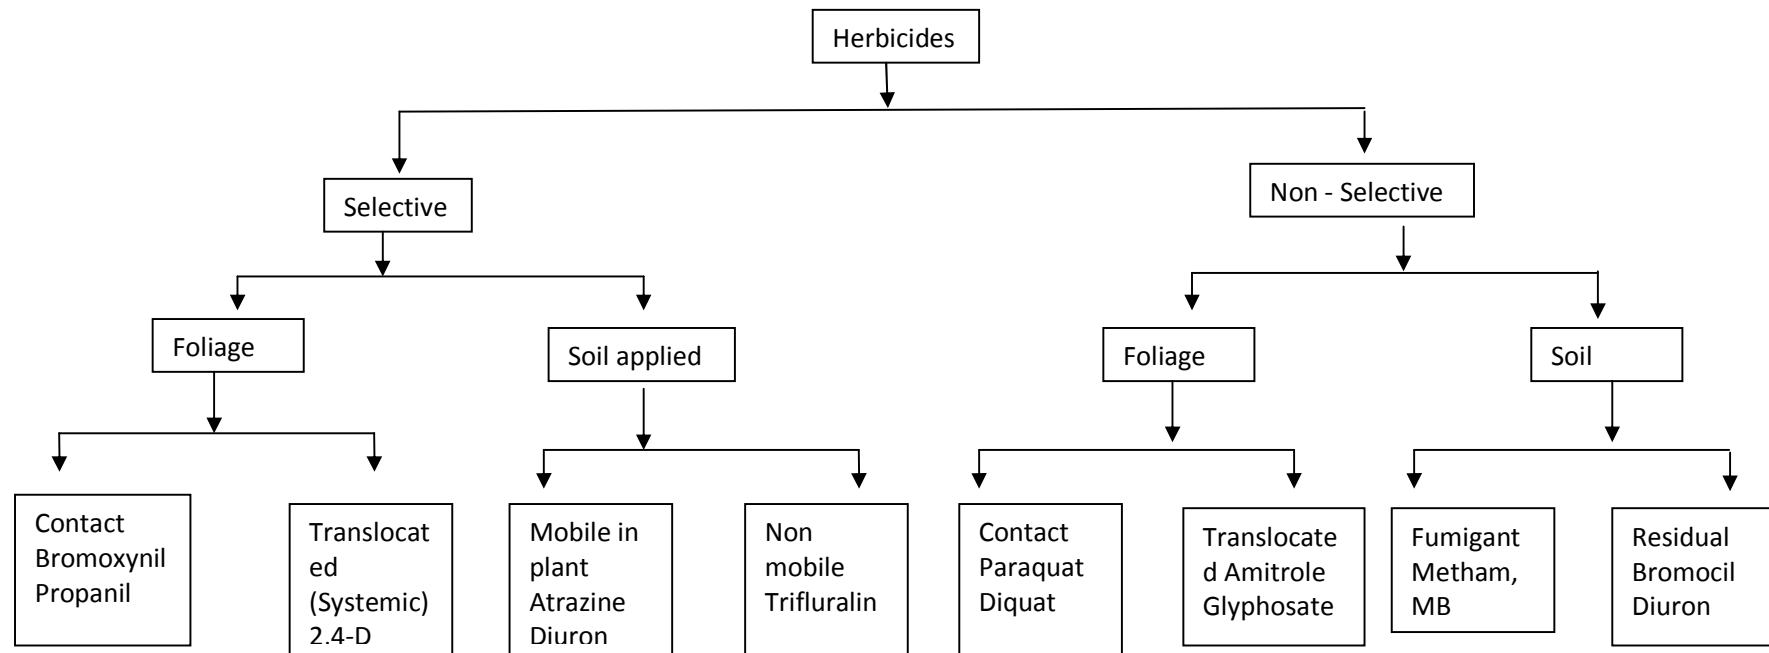 Herbicides
Selective
Non - Selective
Foliage
Soil applied
Foliage
Soil
Contact
Bromoxynil
Propanil
Translocat
ed
(Systemic)
2.4-D
Mobile in
plant
Atrazine
Diuron
Non
mobile
Trifluralin
Contact
Paraquat
Diquat
Translocate
d Amitrole
Glyphosate
Fumigant
Metham,
MB
Residual
Bromocil
Diuron